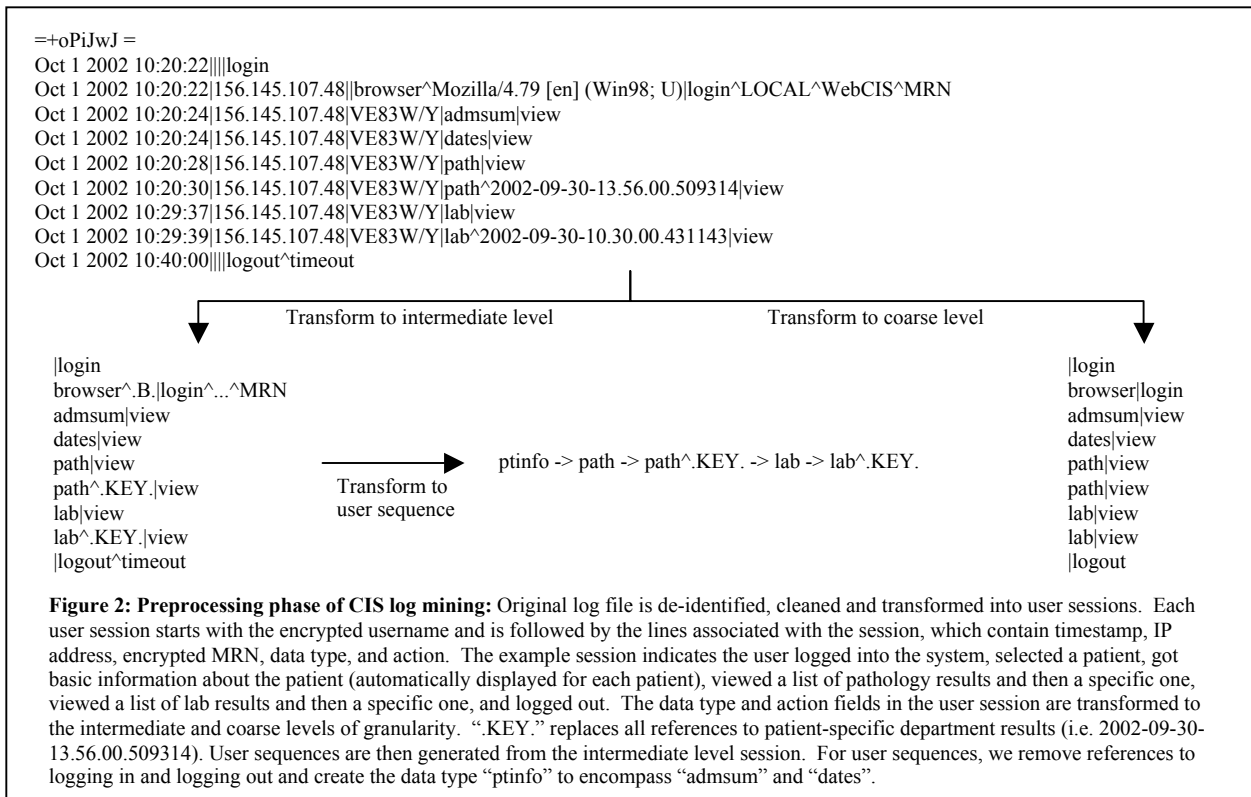 =+oPiJwJ =
Oct 1 2002 10:20:22||||login
Oct 1 2002 10:20:22|156.145.107.48||browser^Mozilla/4.79 [en] (Win98; U)|login^LOCAL^WebCIS^MRN
Oct 1 2002 10:20:24|156.145.107.48|VE83W/Y|admsum|view
Oct 1 2002 10:20:24|156.145.107.48|VE83W/Y|dates|view
Oct 1 2002 10:20:28|156.145.107.48|VE83W/Y|path|view
Oct 1 2002 10:20:30|156.145.107.48|VE83W/Y|path^2002-09-30-13.56.00.509314|view
Oct 1 2002 10:29:37|156.145.107.48|VE83W/Y|lab|view
Oct 1 2002 10:29:39|156.145.107.48|VE83W/Y|lab^2002-09-30-10.30.00.431143|view
Oct 1 2002 10:40:00||||logout^timeout
Transform to intermediate level
Transform to coarse level
|login
browser^.B.|login^...^MRN
admsum|view
dates|view
path|view
path^.KEY.|view
lab|view
lab^.KEY.|view
|logout^timeout
Transform to
user sequence
ptinfo -> path -> path^.KEY. -> lab -> lab^.KEY.
|login
browser|login
admsum|view
dates|view
path|view
path|view
lab|view
lab|view
|logout
Figure 2: Preprocessing phase of CIS log mining: Original log file is de-identified, cleaned and transformed into user sessions. Each
user session starts with the encrypted username and is followed by the lines associated with the session, which contain timestamp, IP
address, encrypted MRN, data type, and action. The example session indicates the user logged into the system, selected a patient, got
basic information about the patient (automatically displayed for each patient), viewed a list of pathology results and then a specific one,
viewed a list of lab results and then a specific one, and logged out. The data type and action fields in the user session are transformed to
the intermediate and coarse levels of granularity. “.KEY.” replaces all references to patient-specific department results (i.e. 2002-09-30-
13.56.00.509314). User sequences are then generated from the intermediate level session. For user sequences, we remove references to
logging in and logging out and create the data type “ptinfo” to encompass “admsum” and “dates”.